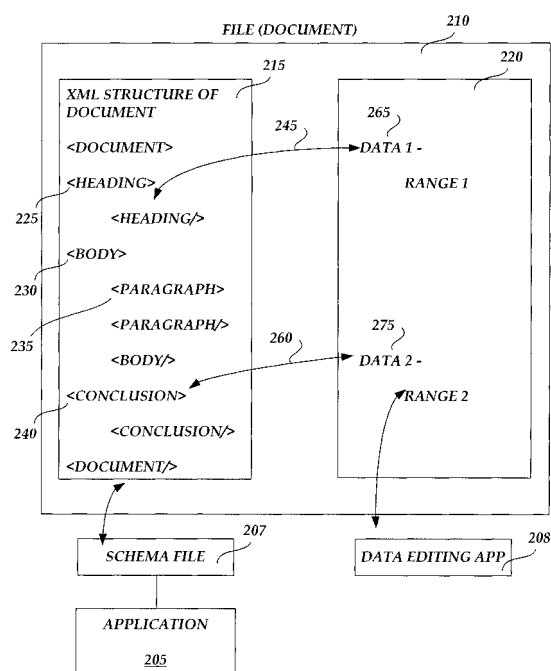 FILE (DOCUMENT)
210
215
220
XML STRUCTURE OF
DOCUMENT
245
265
<DOCUMENT>
DATA 1 -
<HEADING>
RANGE 1
225
<HEADING/>
<BODY>
230
<PARAGRAPH>
235
<PARAGRAPH/>
260
275
<BODY/>
DATA 2 -
<CONCLUSION>
RANGE 2
240
<CONCLUSION/>
<DOCUMENT/>
207
SCHEMA FILE
DATA EDITING APP
208
APPLICATION
205